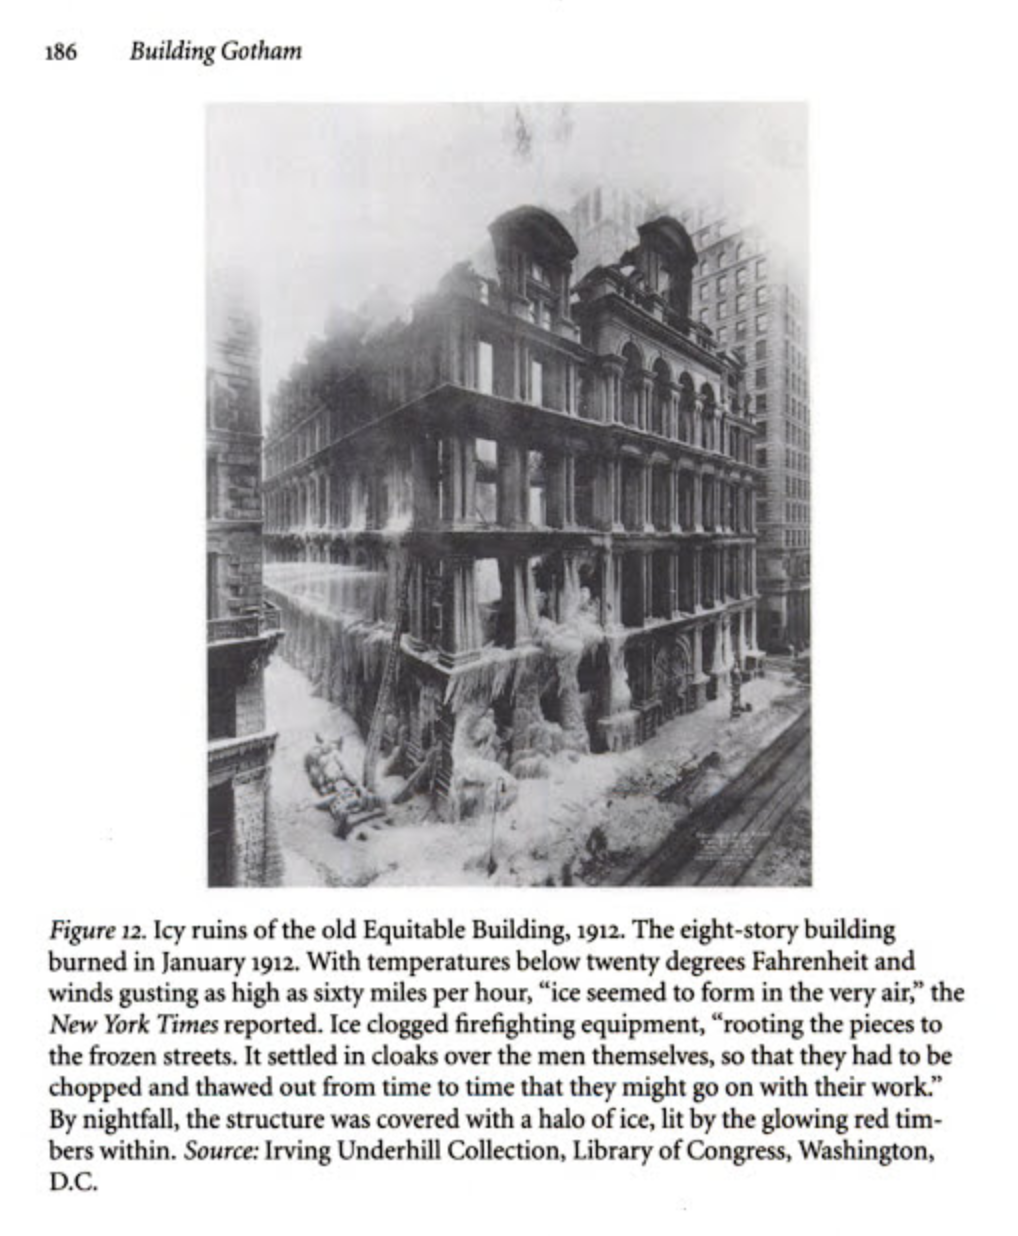 186 Building Gotham
Figure 12. Icy ruins of the old Equitable Building, 1912. The eight-story building
burned in January 1912. With temperatures below twenty degrees Fahrenheit and
winds gusting as high as sixty miles per hour, “ice seemed to form in the very air,” the
New York Times reported. Ice clogged firefighting equipment, “rooting the pieces to
the frozen streets. It settled in cloaks over the men themselves, so that they had to be
chopped and thawed out from time to time that they might go on with their work.”
By nightfall, the structure was covered with a halo of ice, lit by the glowing red tim-
bers within. Source: Irving Underhill Collection, Library of Congress, Washington,
D.C.